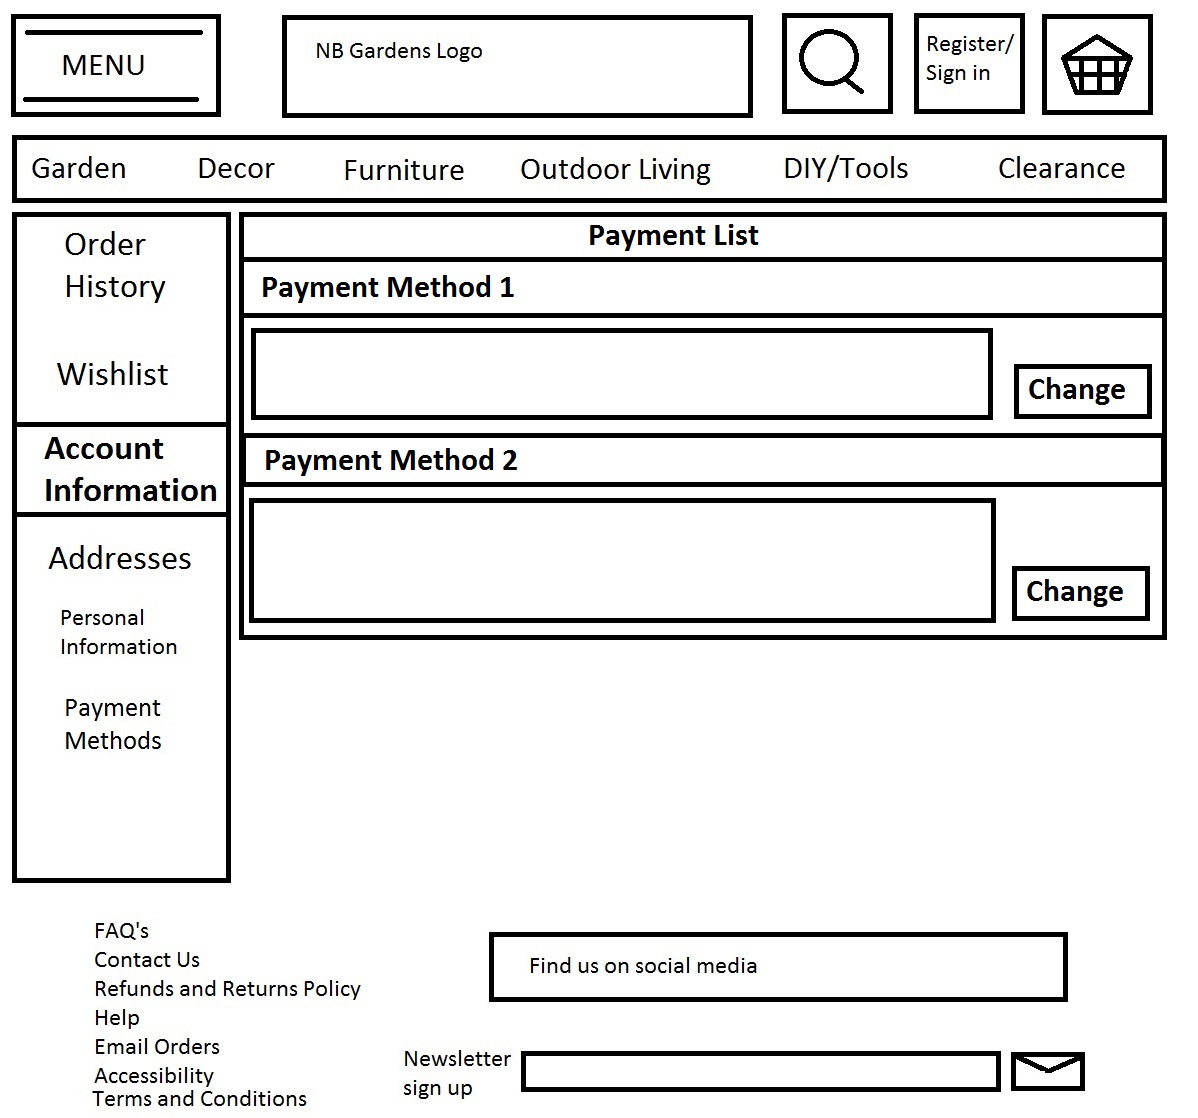 MENU
NB Gardens Logo
Register/
Sign in
Garden Decor Furniture Outdoor Living DIY/Tools Clearance
Order
History
Wishlist
Account
Information
Addresses
Personal
Information
Payment
Methods
Payment List
Payment Method 1
Change
Payment Method 2
Change
FAQ's
Contact Us
Refunds and Returns Policy
Help
Email Orders
Accessibility
Terms and Conditions
Find us on social media
Newsletter
sign up